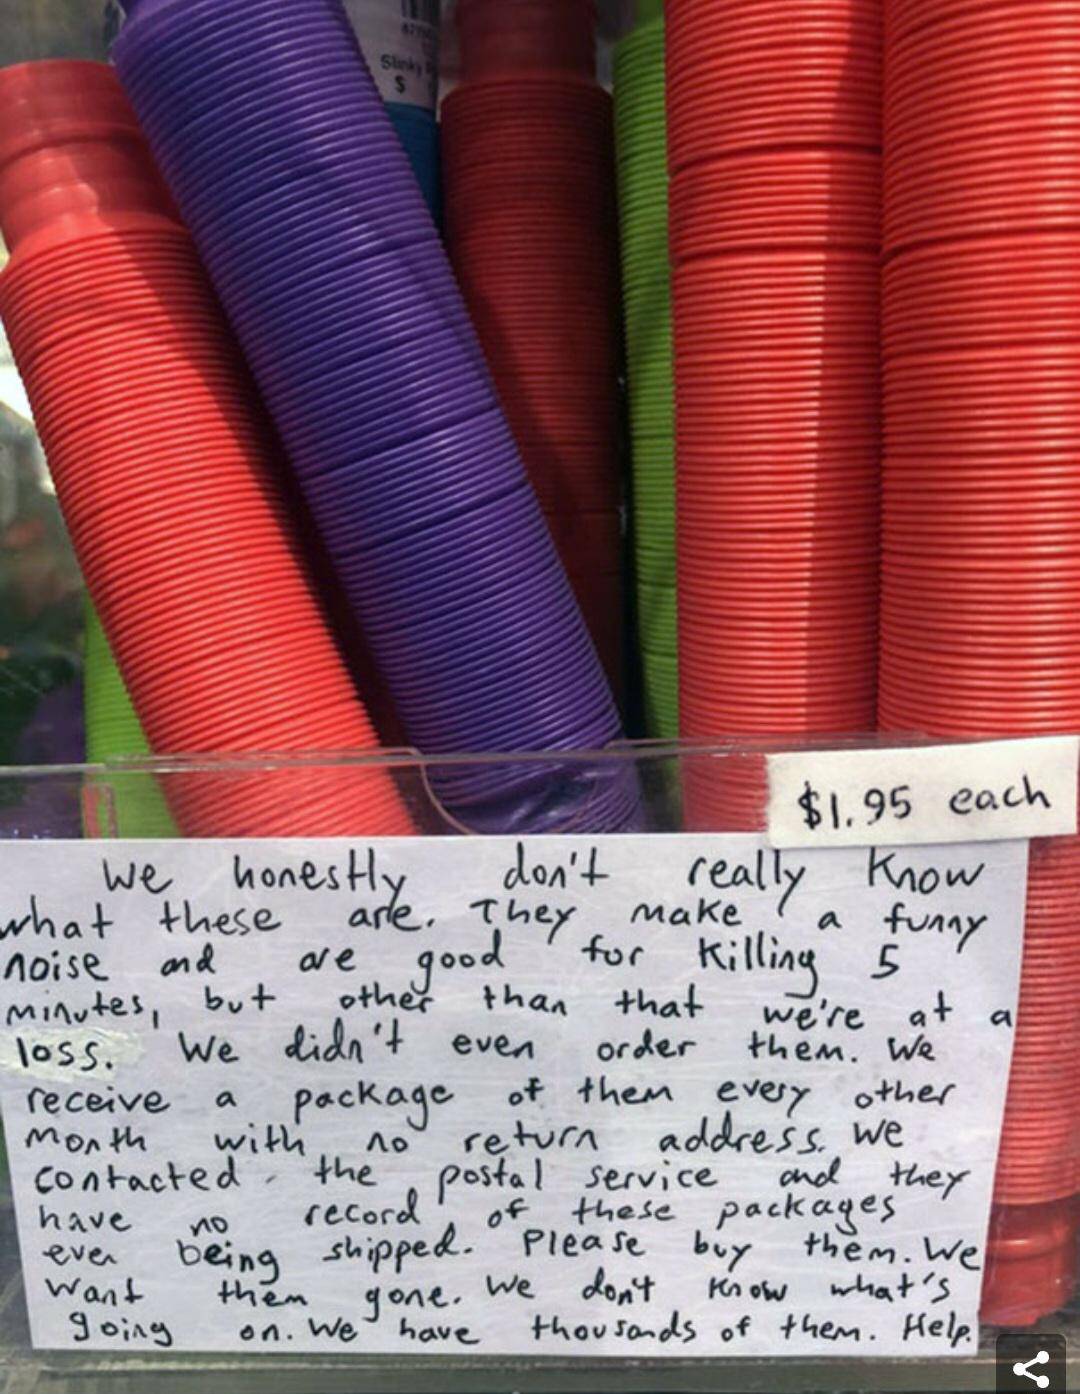 Slinky
$
$1.95 each
We honestly don't really know
what these are. They make a funny
noise and are good for killing 5
minutes, but other than that we're at a
loss. We didn't even order them. We
receive a package of them every other
month with no return address. We
contacted the postal service and they
have no record of these packages
ever being shipped. Please buy them. We
want them gone. We don't know what's
going on. We have thousands of them. Help.